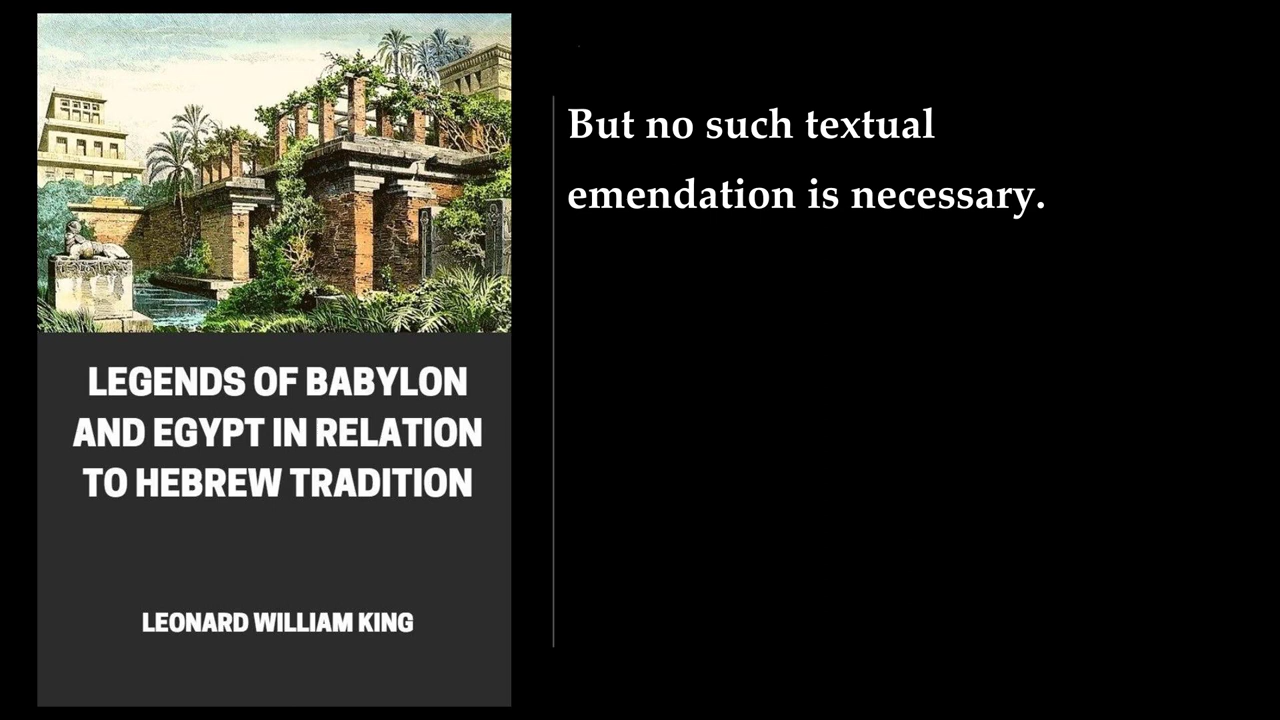 LEGENDS OF BABYLON
AND EGYPT IN RELATION
TO HEBREW TRADITION
LEONARD WILLIAM KING
But no such textual
emendation is necessary.